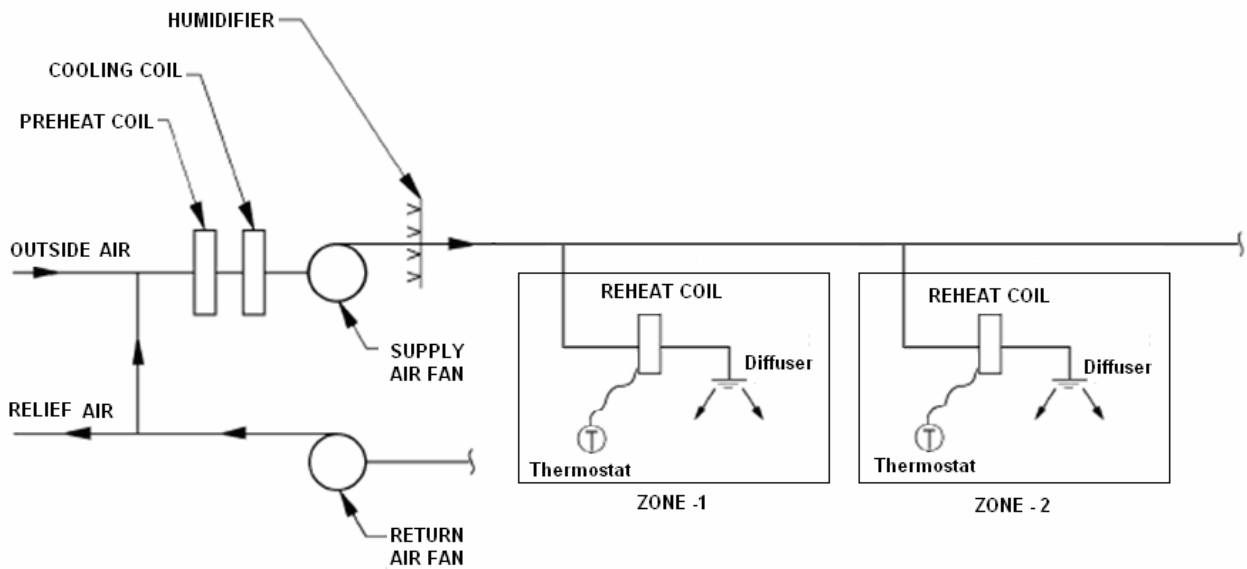 HUMIDIFIER
COOLING COIL
PREHEAT COIL
OUTSIDE AIR
SUPPLY
AIR FAN
RELIEF AIR
RETURN
AIR FAN
REHEAT COIL
Diffuser
T
Thermostat
ZONE -1
REHEAT COIL
Diffuser
T
Thermostat
ZONE - 2